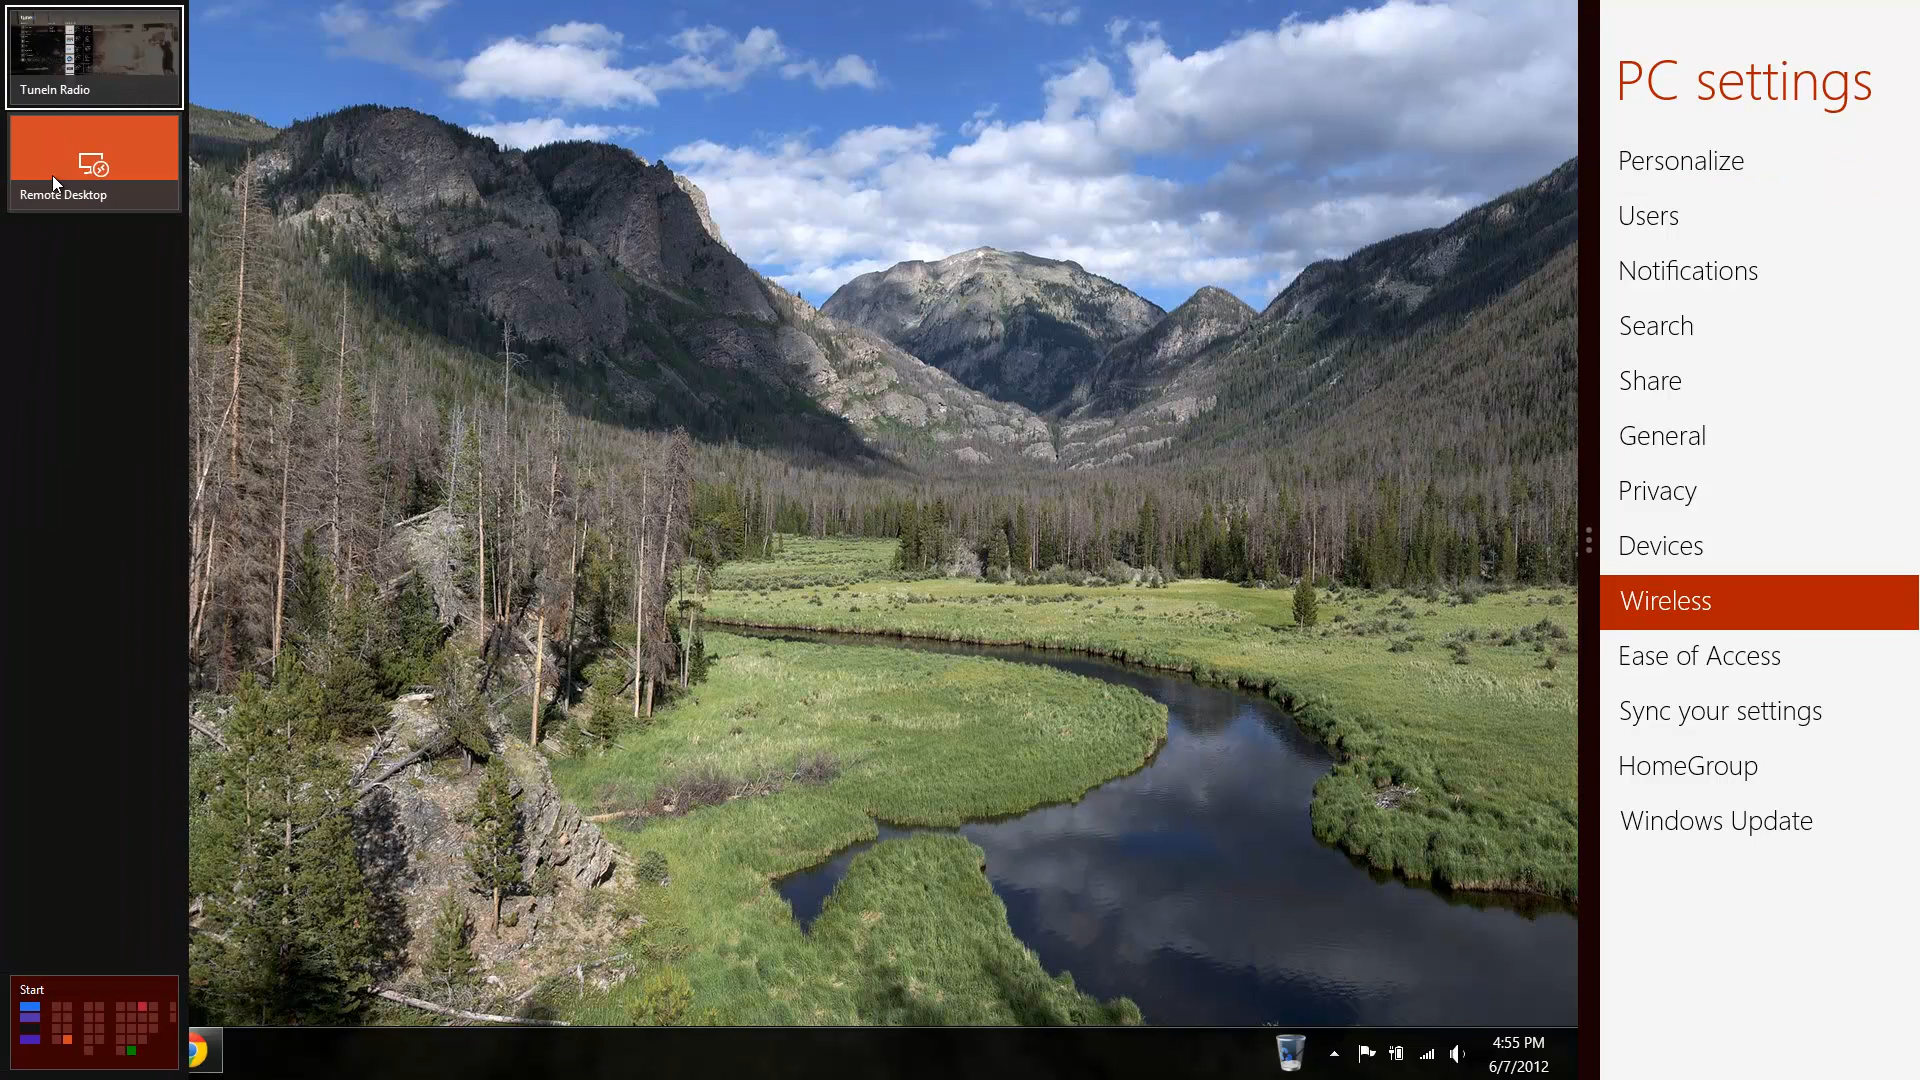 TuneIn Radio
Remote Desktop
Start
PC settings
Personalize
Users
Notifications
Search
Share
General
Privacy
Devices
Wireless
Ease of Access
Sync your settings
HomeGroup
Windows Update
4:55 PM
6/7/2012